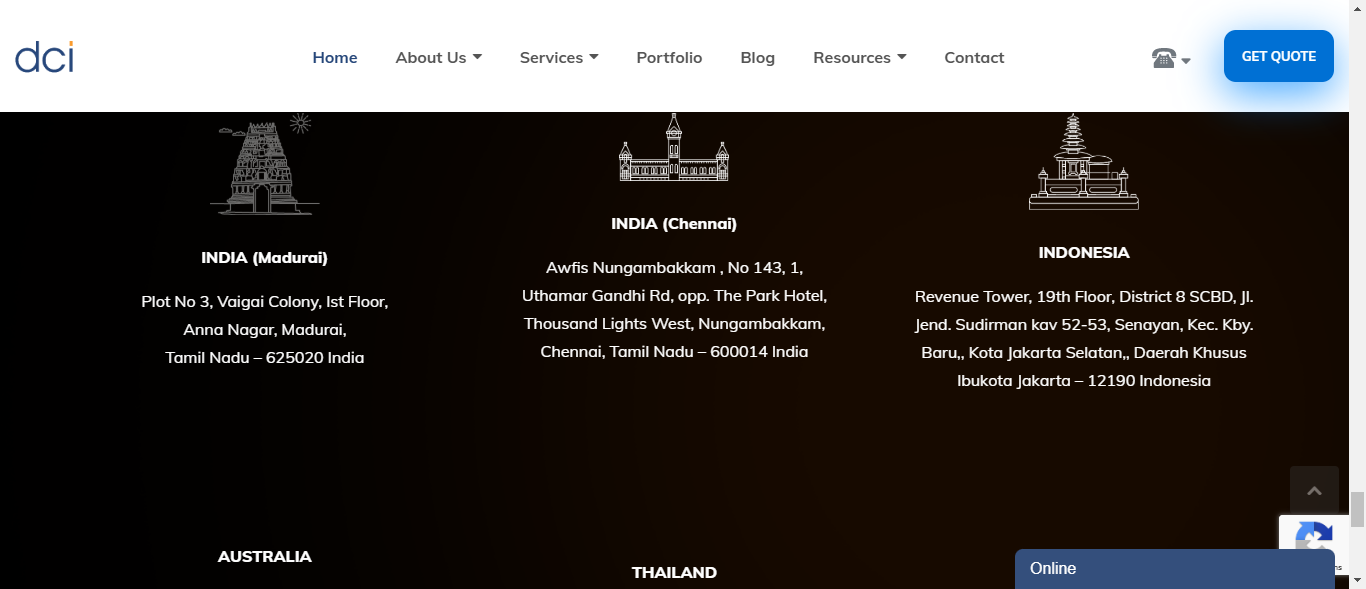 dci
Home
About Us
Services
Portfolio
Blog
Resources
Contact
GET QUOTE
INDIA (Madurai)
Plot No 3, Vaigai Colony, Ist Floor,
Anna Nagar, Madurai,
Tamil Nadu – 625020 India
INDIA (Chennai)
Awfis Nungambakkam , No 143, 1,
Uthamar Gandhi Rd, opp. The Park Hotel,
Thousand Lights West, Nungambakkam,
Chennai, Tamil Nadu – 600014 India
INDONESIA
Revenue Tower, 19th Floor, District 8 SCBD, Jl.
Jend. Sudirman kav 52-53, Senayan, Kec. Kby.
Baru,, Kota Jakarta Selatan,, Daerah Khusus
Ibukota Jakarta – 12190 Indonesia
AUSTRALIA
THAILAND
Online